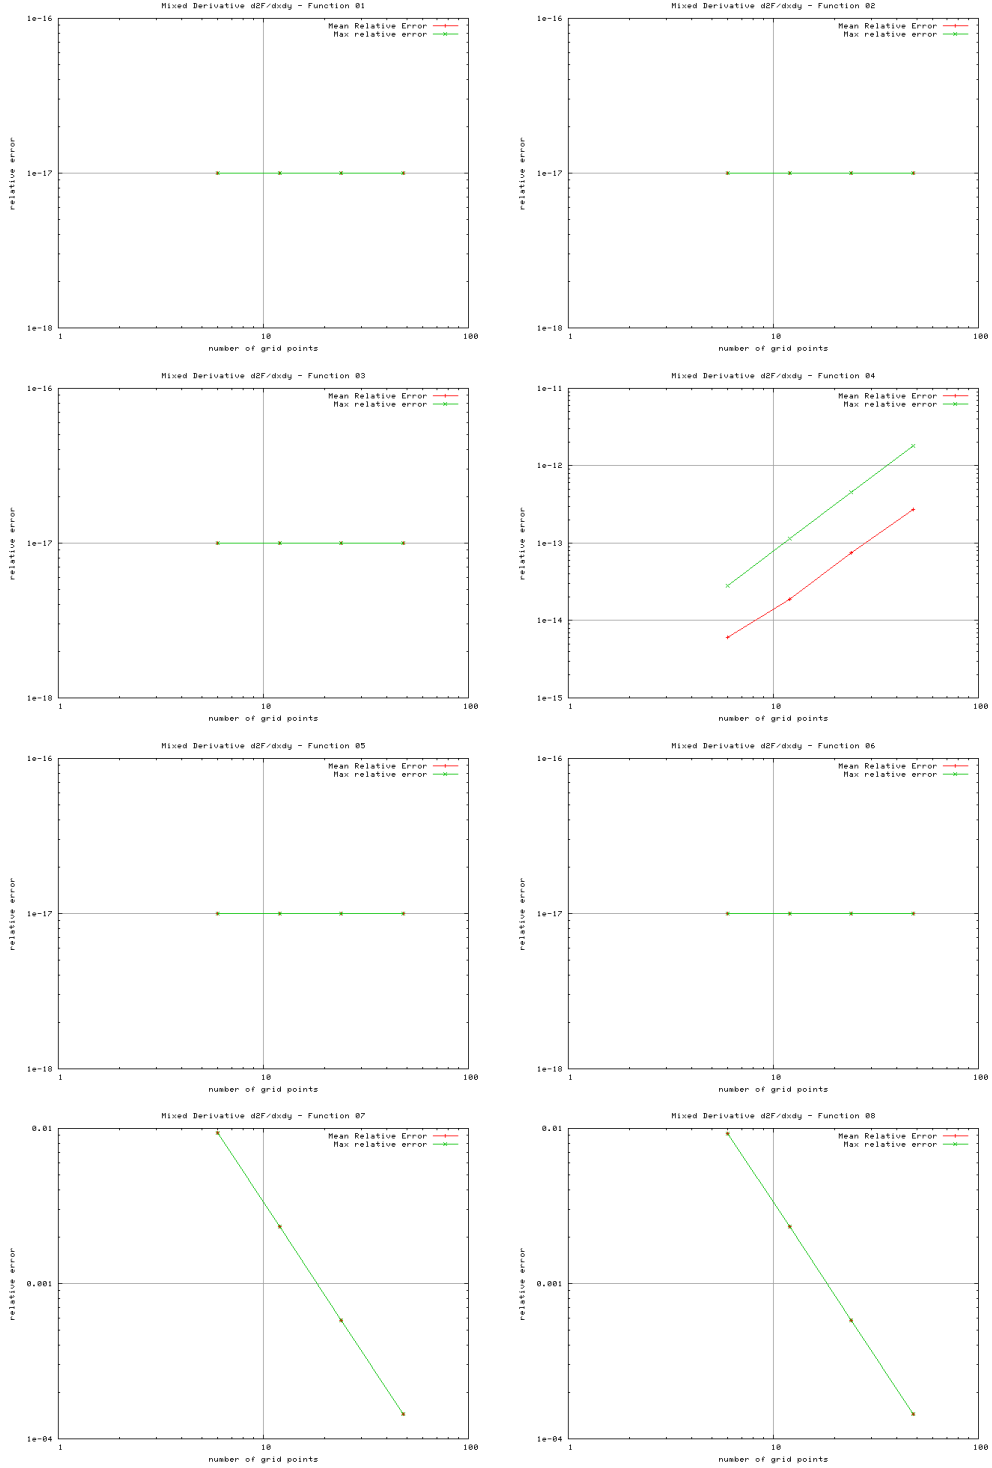 Mixed Derivative d2F/dxdy - Function 01
1e-16
Mean Relative Error
Max relative error
relative error
1e-17
1e-18
1 10 100
number of grid points
Mixed Derivative d2F/dxdy - Function 02
1e-16
Mean Relative Error
Max relative error
relative error
1e-17
1e-18
1 10 100
number of grid points
Mixed Derivative d2F/dxdy - Function 03
1e-16
Mean Relative Error
Max relative error
relative error
1e-17
1e-18
1 10 100
number of grid points
Mixed Derivative d2F/dxdy - Function 04
1e-11
Mean Relative Error
Max relative error
1e-12
relative error
1e-13
1e-14
1e-15
1 10 100
number of grid points
Mixed Derivative d2F/dxdy - Function 05
1e-16
Mean Relative Error
Max relative error
relative error
1e-17
1e-18
1 10 100
number of grid points
Mixed Derivative d2F/dxdy - Function 06
1e-16
Mean Relative Error
Max relative error
relative error
1e-17
1e-18
1 10 100
number of grid points
Mixed Derivative d2F/dxdy - Function 07
0.01
Mean Relative Error
Max relative error
relative error
0.001
1e-04
1 10 100
number of grid points
Mixed Derivative d2F/dxdy - Function 08
0.01
Mean Relative Error
Max relative error
relative error
0.001
1e-04
1 10 100
number of grid points